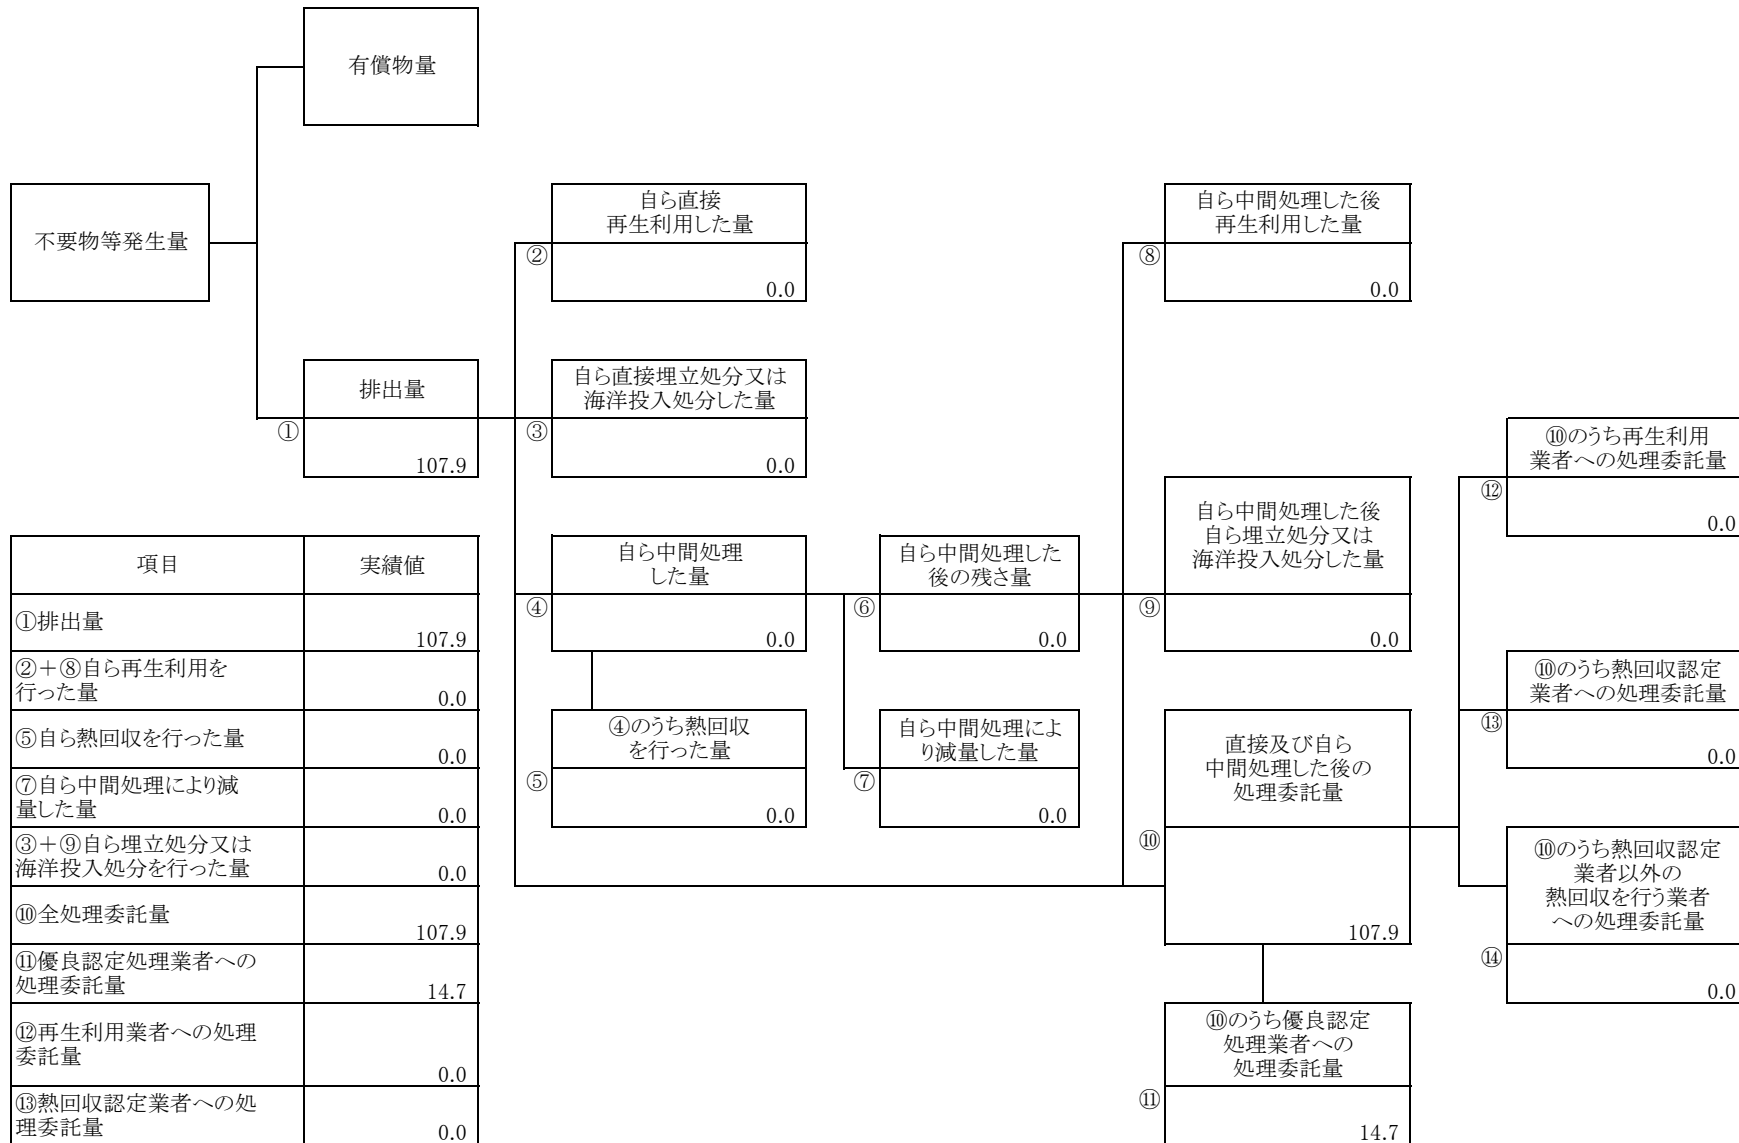 有償物量
不要物等発生量
自ら直接
再生利用した量
②
0.0
自ら中間処理した後
再生利用した量
⑧
0.0
排出量
①
107.9
自ら直接埋立処分又は
海洋投入処分した量
③
0.0
⑩のうち再生利用
業者への処理委託量
⑫
0.0
自ら中間処理
した量
④
0.0
自ら中間処理した
後の残さ量
⑥
0.0
自ら中間処理した後
自ら埋立処分又は
海洋投入処分した量
⑨
0.0
⑩のうち熱回収認定
業者への処理委託量
⑬
0.0
④のうち熱回収
を行った量
⑤
0.0
自ら中間処理によ
り減量した量
⑦
0.0
直接及び自ら
中間処理した後の
処理委託量
⑩
107.9
⑩のうち熱回収認定
業者以外の
熱回収を行う業者
への処理委託量
⑭
0.0
⑩のうち優良認定
処理業者への
処理委託量
⑪
14.7
項目
実績値
①排出量
107.9
②+⑧自ら再生利用を
行った量
0.0
⑤自ら熱回収を行った量
0.0
⑦自ら中間処理により減
量した量
0.0
③+⑨自ら埋立処分又は
海洋投入処分を行った量
0.0
⑩全処理委託量
107.9
⑪優良認定処理業者への
処理委託量
14.7
⑫再生利用業者への処理
委託量
0.0
⑬熱回収認定業者への処
理委託量
0.0